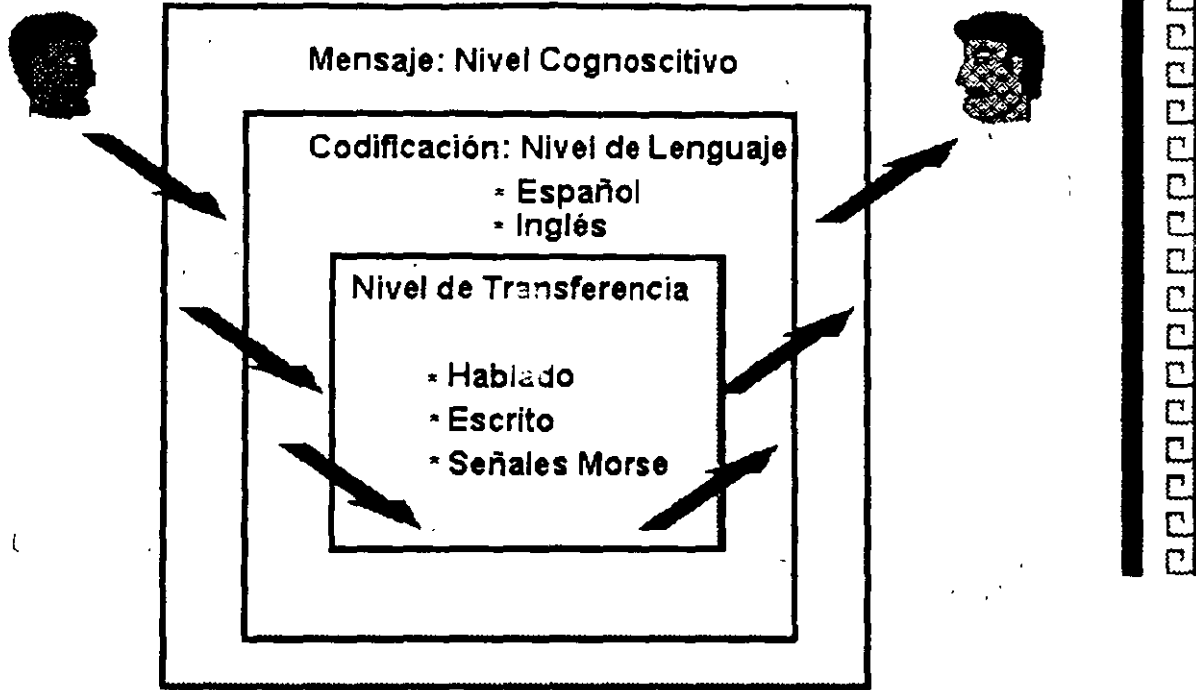 Mensaje: Nivel Cognoscitivo
Codificación: Nivel de Lenguaje
* Español
* Inglés
Nivel de Transferencia
* Hablado
* Escrito
* Señales Morse